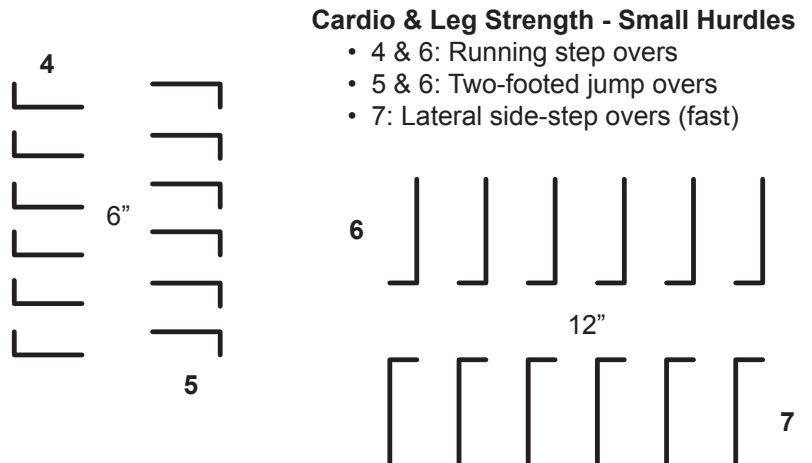 Cardio & Leg Strength - Small Hurdles
• 4 & 6: Running step overs
• 5 & 6: Two-footed jump overs
• 7: Lateral side-step overs (fast)
4
6”
5
6
12”
7